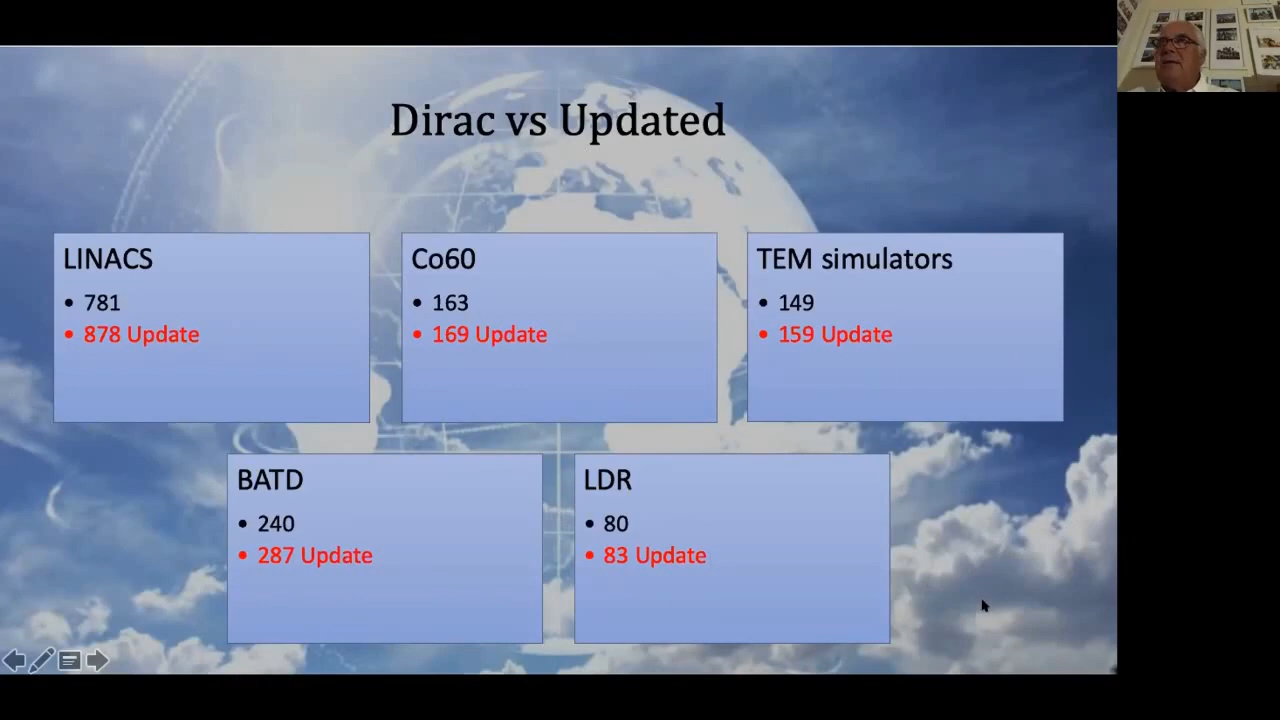 Dirac vs Updated
LINACS
• 781
• 878 Update
Co60
• 163
• 169 Update
TEM simulators
• 149
• 159 Update
BATD
• 240
• 287 Update
LDR
• 80
• 83 Update